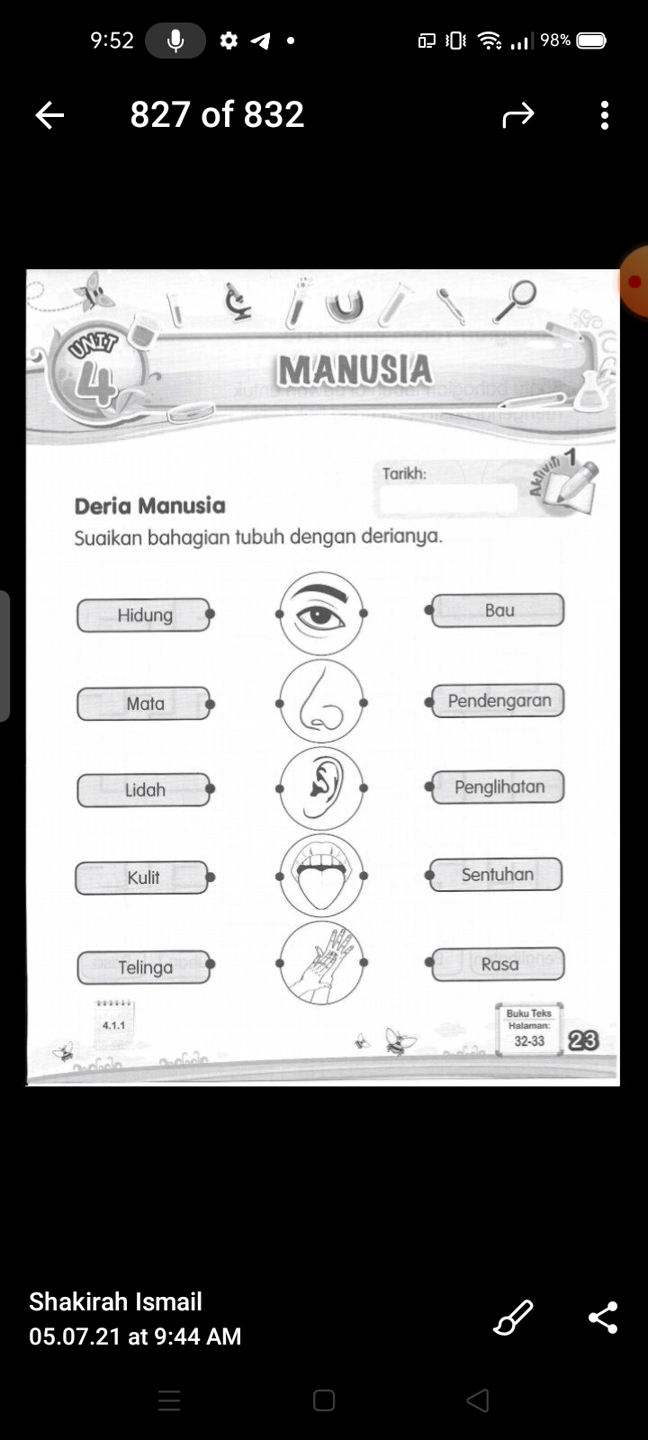 9:52 98%
827 of 832
UNIT
4
MANUSIA
Tarikh:
Aktiviti 1
Deria Manusia
Suaikan bahagian tubuh dengan derianya.
Hidung
Bau
Mata
Pendengaran
Lidah
Penglihatan
Kulit
Sentuhan
Telinga
Rasa
4.1.1
Buku Teks
Halaman:
32-33
23
Shakirah Ismail
05.07.21 at 9:44 AM